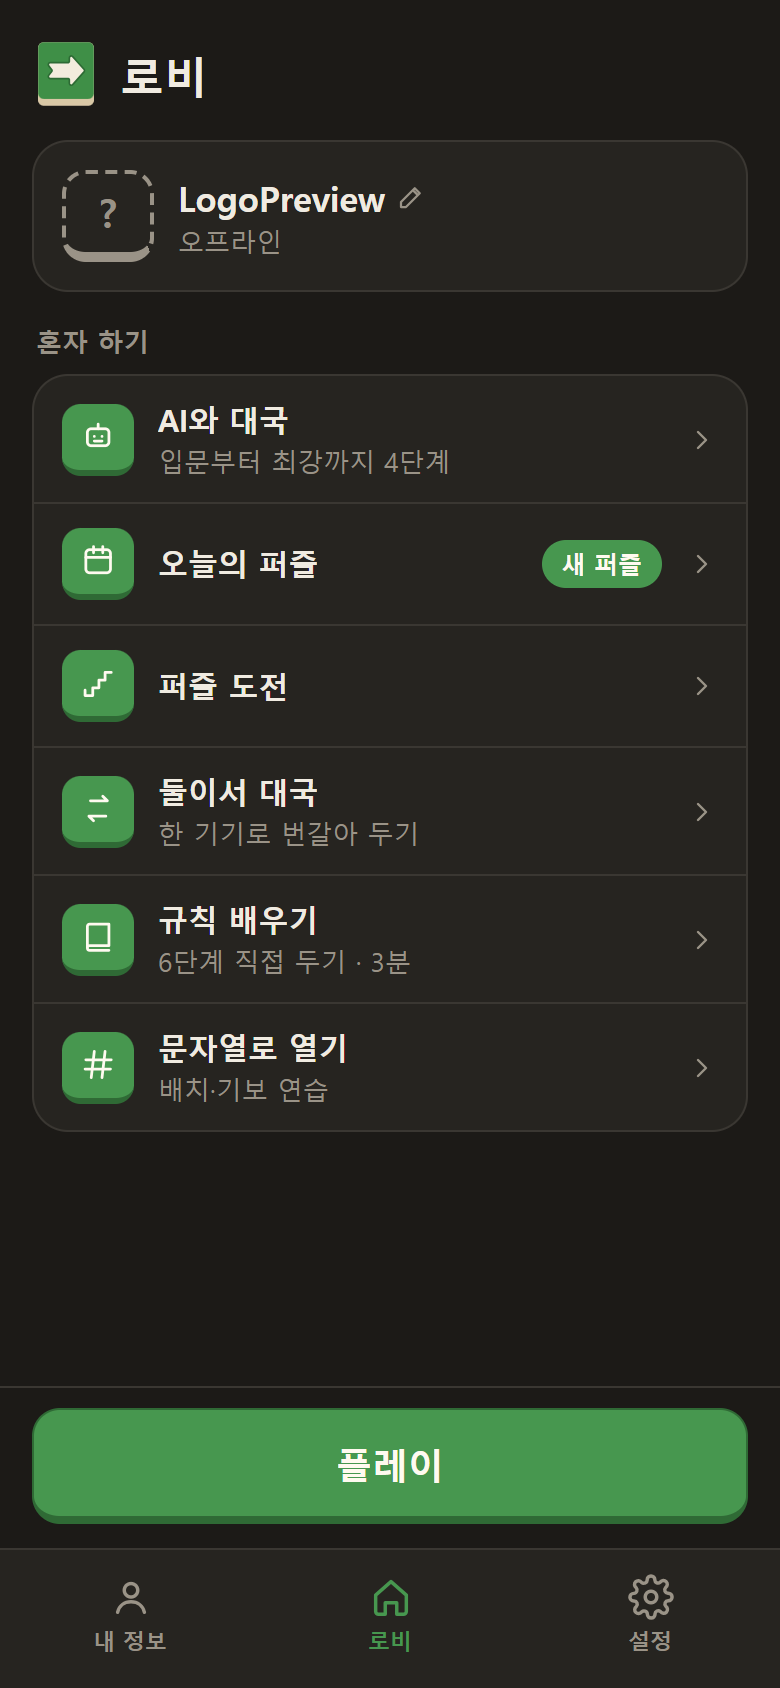 로비
?
LogoPreview
오프라인
혼자 하기
AI와 대국
입문부터 최강까지 4단계
오늘의 퍼즐
새 퍼즐
퍼즐 도전
둘이서 대국
한 기기로 번갈아 두기
규칙 배우기
6단계 직접 두기 · 3분
문자열로 열기
배치·기보 연습
플레이
내 정보
로비
설정